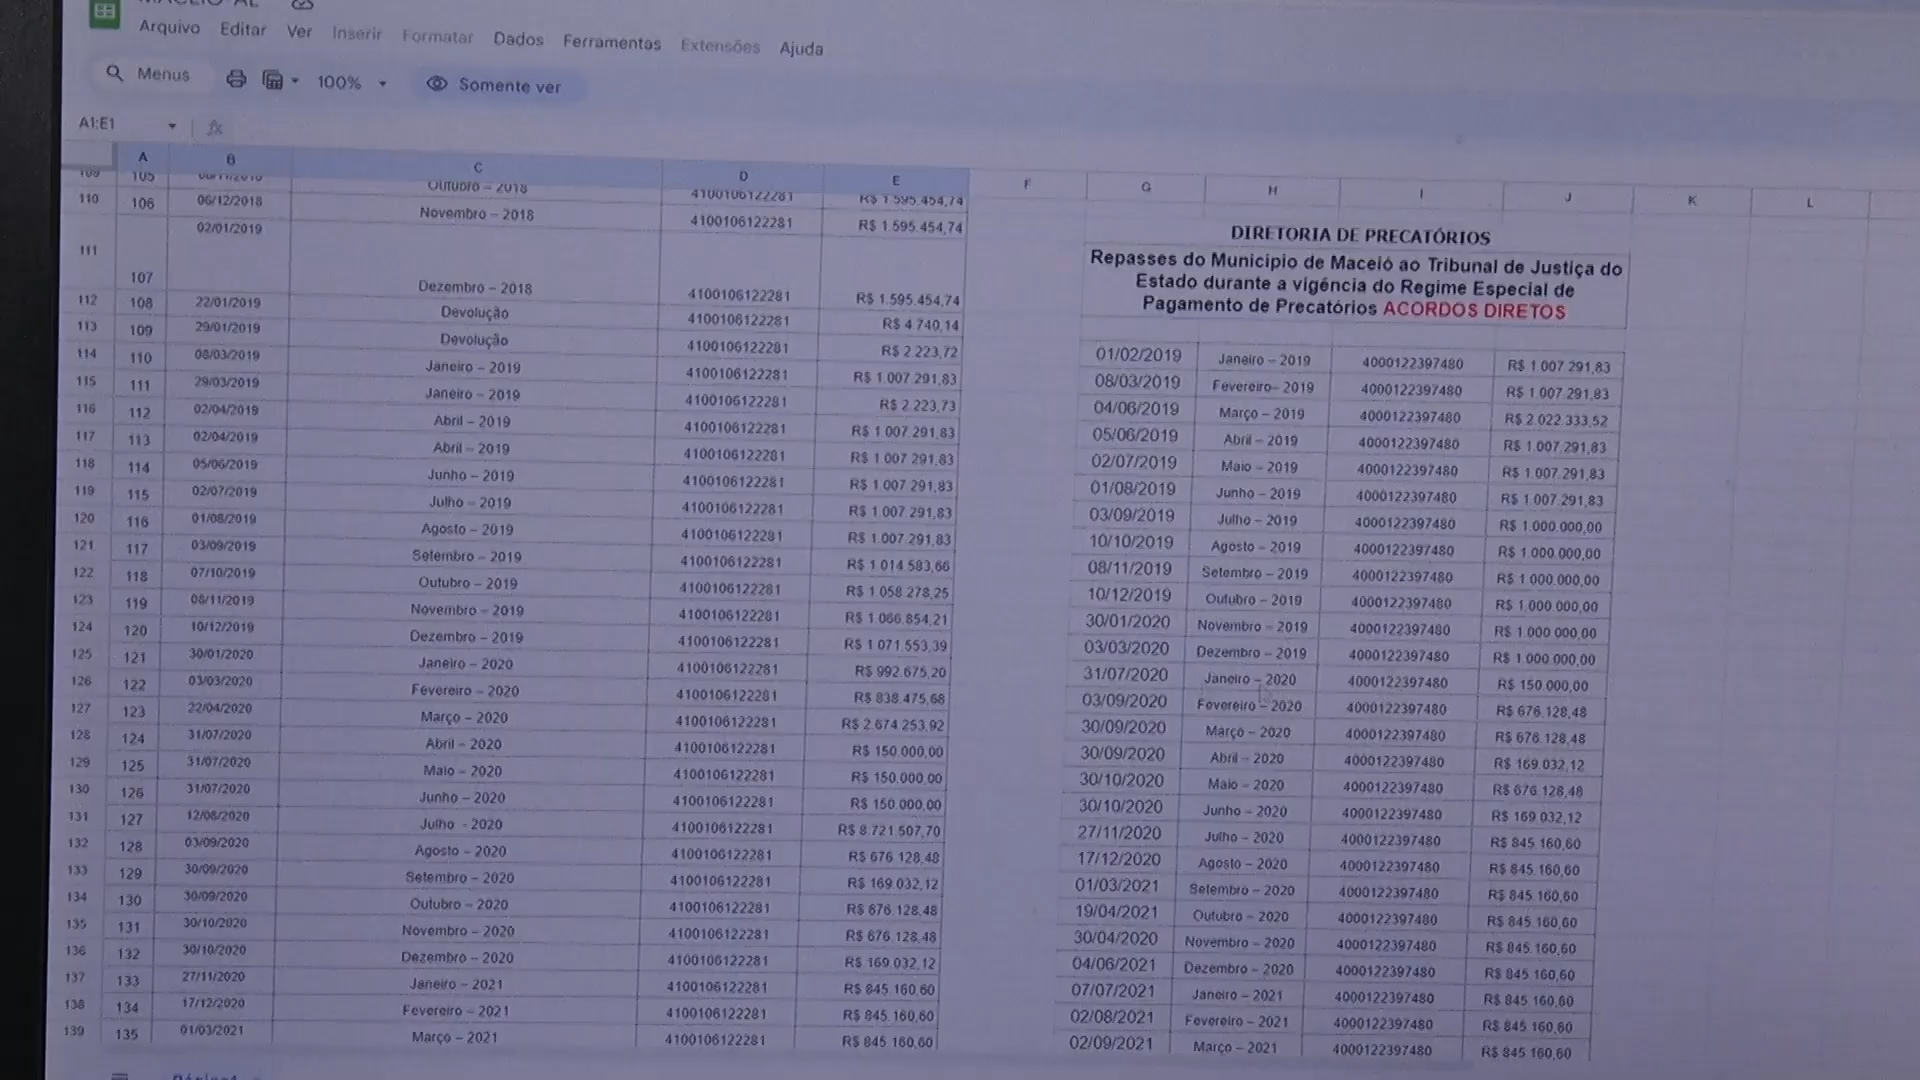 MACEIÓ-AL
Arquivo Editar Ver Inserir Formatar Dados Ferramentas Extensões Ajuda
Menus 100% Somente ver
A1:E1 fx
A B C D E F G H I J K L
109 105 Outubro – 2018 4100106122281 R$ 1.595.454,74
110 106 06/12/2018 Novembro – 2018 4100106122281 R$ 1.595.454,74
111 107 02/01/2019 Dezembro – 2018 4100106122281 R$ 1.595.454,74
112 108 22/01/2019 Devolução 4100106122281 R$ 4.740,14
113 109 29/01/2019 Devolução 4100106122281 R$ 2.223,72
114 110 08/03/2019 Janeiro – 2019 4100106122281 R$ 1.007.291,83
115 111 29/03/2019 Janeiro – 2019 4100106122281 R$ 2.223,73
116 112 02/04/2019 Abril – 2019 4100106122281 R$ 1.007.291,83
117 113 02/04/2019 Abril – 2019 4100106122281 R$ 1.007.291,83
118 114 05/06/2019 Junho – 2019 4100106122281 R$ 1.007.291,83
119 115 02/07/2019 Julho – 2019 4100106122281 R$ 1.007.291,83
120 116 01/08/2019 Agosto – 2019 4100106122281 R$ 1.007.291,83
121 117 03/09/2019 Setembro – 2019 4100106122281 R$ 1.014.583,66
122 118 07/10/2019 Outubro – 2019 4100106122281 R$ 1.058.278,25
123 119 08/11/2019 Novembro – 2019 4100106122281 R$ 1.066.854,21
124 120 10/12/2019 Dezembro – 2019 4100106122281 R$ 1.071.553,39
125 121 30/01/2020 Janeiro – 2020 4100106122281 R$ 992.675,20
126 122 03/03/2020 Fevereiro – 2020 4100106122281 R$ 838.475,68
127 123 22/04/2020 Março – 2020 4100106122281 R$ 2.674.253,92
128 124 31/07/2020 Abril – 2020 4100106122281 R$ 150.000,00
129 125 31/07/2020 Maio – 2020 4100106122281 R$ 150.000,00
130 126 31/07/2020 Junho – 2020 4100106122281 R$ 150.000,00
131 127 12/08/2020 Julho - 2020 4100106122281 R$ 8.721.507,70
132 128 03/09/2020 Agosto – 2020 4100106122281 R$ 676.128,48
133 129 30/09/2020 Setembro – 2020 4100106122281 R$ 169.032,12
134 130 30/09/2020 Outubro – 2020 4100106122281 R$ 676.128,48
135 131 30/10/2020 Novembro – 2020 4100106122281 R$ 676.128,48
136 132 30/10/2020 Dezembro – 2020 4100106122281 R$ 169.032,12
137 133 27/11/2020 Janeiro – 2021 4100106122281 R$ 845.160,60
138 134 17/12/2020 Fevereiro – 2021 4100106122281 R$ 845.160,60
139 135 01/03/2021 Março – 2021 4100106122281 R$ 845.160,60
DIRETORIA DE PRECATÓRIOS
Repasses do Município de Maceió ao Tribunal de Justiça do
Estado durante a vigência do Regime Especial de
Pagamento de Precatórios ACORDOS DIRETOS
01/02/2019 Janeiro – 2019 4000122397480 R$ 1.007.291,83
08/03/2019 Fevereiro– 2019 4000122397480 R$ 1.007.291,83
04/06/2019 Março – 2019 4000122397480 R$ 2.022.333,52
05/06/2019 Abril – 2019 4000122397480 R$ 1.007.291,83
02/07/2019 Maio – 2019 4000122397480 R$ 1.007.291,83
01/08/2019 Junho – 2019 4000122397480 R$ 1.007.291,83
03/09/2019 Julho – 2019 4000122397480 R$ 1.000.000,00
10/10/2019 Agosto – 2019 4000122397480 R$ 1.000.000,00
08/11/2019 Setembro – 2019 4000122397480 R$ 1.000.000,00
10/12/2019 Outubro – 2019 4000122397480 R$ 1.000.000,00
30/01/2020 Novembro – 2019 4000122397480 R$ 1.000.000,00
03/03/2020 Dezembro – 2019 4000122397480 R$ 1.000.000,00
31/07/2020 Janeiro – 2020 4000122397480 R$ 150.000,00
03/09/2020 Fevereiro – 2020 4000122397480 R$ 676.128,48
30/09/2020 Março – 2020 4000122397480 R$ 676.128,48
30/09/2020 Abril – 2020 4000122397480 R$ 169.032,12
30/10/2020 Maio – 2020 4000122397480 R$ 676.128,48
30/10/2020 Junho – 2020 4000122397480 R$ 169.032,12
27/11/2020 Julho – 2020 4000122397480 R$ 845.160,60
17/12/2020 Agosto – 2020 4000122397480 R$ 845.160,60
01/03/2021 Setembro – 2020 4000122397480 R$ 845.160,60
19/04/2021 Outubro – 2020 4000122397480 R$ 845.160,60
30/04/2020 Novembro – 2020 4000122397480 R$ 845.160,60
04/06/2021 Dezembro – 2020 4000122397480 R$ 845.160,60
07/07/2021 Janeiro – 2021 4000122397480 R$ 845.160,60
02/08/2021 Fevereiro – 2021 4000122397480 R$ 845.160,60
02/09/2021 Março – 2021 4000122397480 R$ 845.160,60